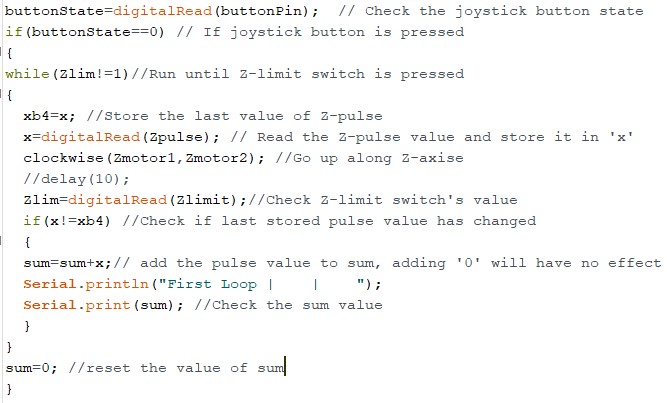 buttonState=digitalRead(buttonPin);  // Check the joystick button state
if(buttonState==0) // If joystick button is pressed
{
while(Zlim!=1)//Run until Z-limit switch is pressed
{
  xb4=x; //Store the last value of Z-pulse
  x=digitalRead(Zpulse); // Read the Z-pulse value and store it in 'x'
  clockwise(Zmotor1,Zmotor2); //Go up along Z-axise
  //delay(10);
  Zlim=digitalRead(Zlimit);//Check Z-limit switch's value
  if(x!=xb4) //Check if last stored pulse value has changed
  {
  sum=sum+x;// add the pulse value to sum, adding '0' will have no effect
  Serial.println("First Loop |    |    ");
  Serial.print(sum); //Check the sum value
  }
}
sum=0; //reset the value of sum
}